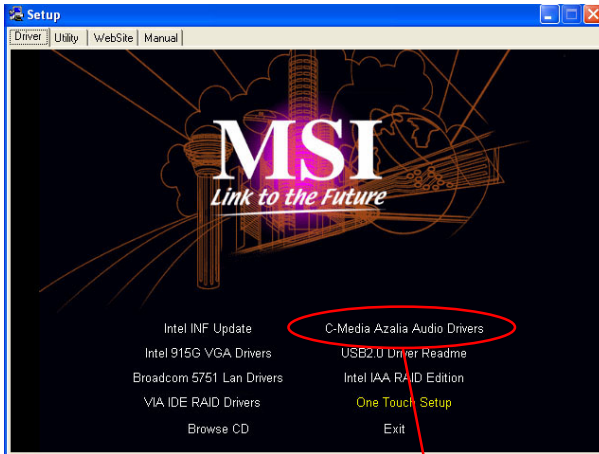 Setup
Driver Utility WebSite Manual
MSI
Link to the Future
Intel INF Update C-Media Azalia Audio Drivers
Intel 915G VGA Drivers USB2.0 Driver Readme
Broadcom 5751 Lan Drivers Intel IAA RAID Edition
VIA IDE RAID Drivers One Touch Setup
Browse CD Exit